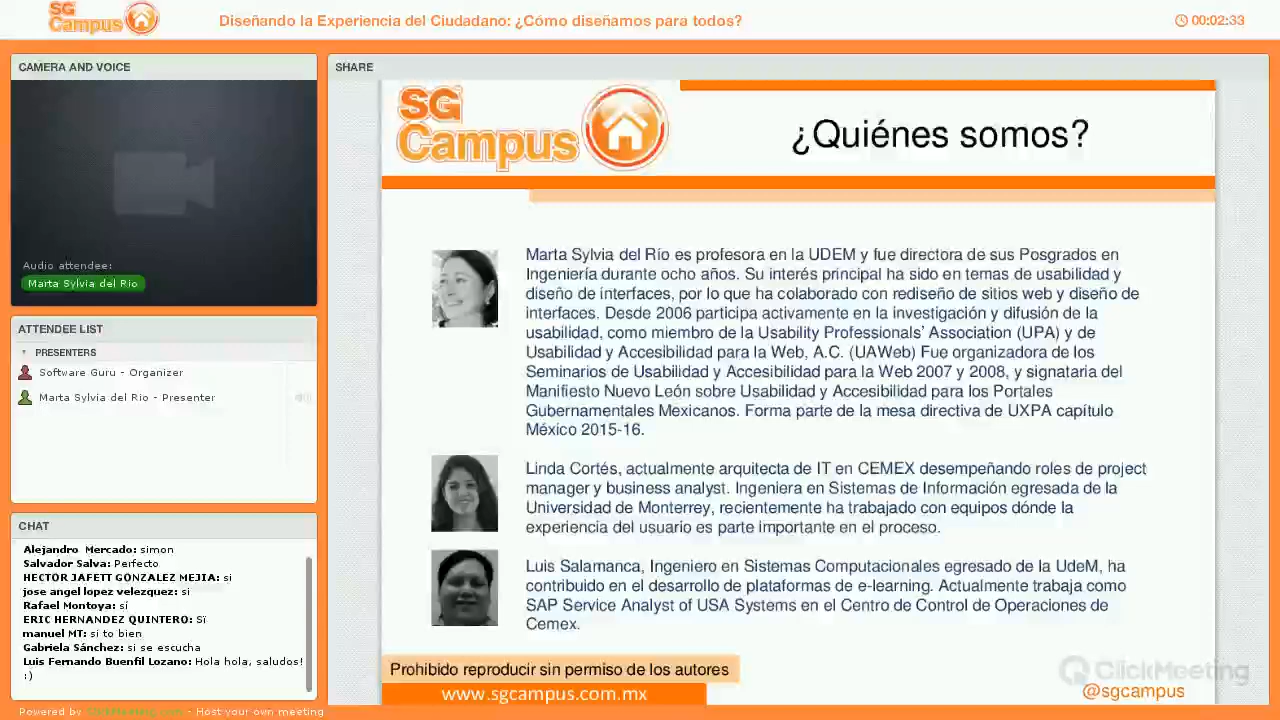 SG Campus
Diseñando la Experiencia del Ciudadano: ¿Cómo diseñamos para todos?
00:02:33
CAMERA AND VOICE
Audio attendee:
Marta Sylvia del Rio
ATTENDEE LIST
PRESENTERS
Software Guru - Organizer
Marta Sylvia del Rio - Presenter
CHAT
Alejandro Mercado: simon
Salvador Salva: Perfecto
HECTOR JAFETT GONZALEZ MEJIA: si
jose angel lopez velezquez: si
Rafael Montoya: sí
ERIC HERNANDEZ QUINTERO: Sí
manuel MT: si to bien
Gabriela Sánchez: si se escucha
Luis Fernando Buenfil Lozano: Hola hola, saludos!
:)
Powered by ClickMeeting.com - Host your own meeting
SHARE
SG
Campus
¿Quiénes somos?
Marta Sylvia del Río es profesora en la UDEM y fue directora de sus Posgrados en
Ingeniería durante ocho años. Su interés principal ha sido en temas de usabilidad y
diseño de interfaces, por lo que ha colaborado con rediseño de sitios web y diseño de
interfaces. Desde 2006 participa activamente en la investigación y difusión de la
usabilidad, como miembro de la Usability Professionals' Association (UPA) y de
Usabilidad y Accesibilidad para la Web, A.C. (UAWeb) Fue organizadora de los
Seminarios de Usabilidad y Accesibilidad para la Web 2007 y 2008, y signataria del
Manifiesto Nuevo León sobre Usabilidad y Accesibilidad para los Portales
Gubernamentales Mexicanos. Forma parte de la mesa directiva de UXPA capítulo
México 2015-16.
Linda Cortés, actualmente arquitecta de IT en CEMEX desempeñando roles de project
manager y business analyst. Ingeniera en Sistemas de Información egresada de la
Universidad de Monterrey, recientemente ha trabajado con equipos dónde la
experiencia del usuario es parte importante en el proceso.
Luis Salamanca, Ingeniero en Sistemas Computacionales egresado de la UdeM, ha
contribuido en el desarrollo de plataformas de e-learning. Actualmente trabaja como
SAP Service Analyst of USA Systems en el Centro de Control de Operaciones de
Cemex.
Prohibido reproducir sin permiso de los autores
www.sgcampus.com.mx
ClickMeeting
@sgcampus